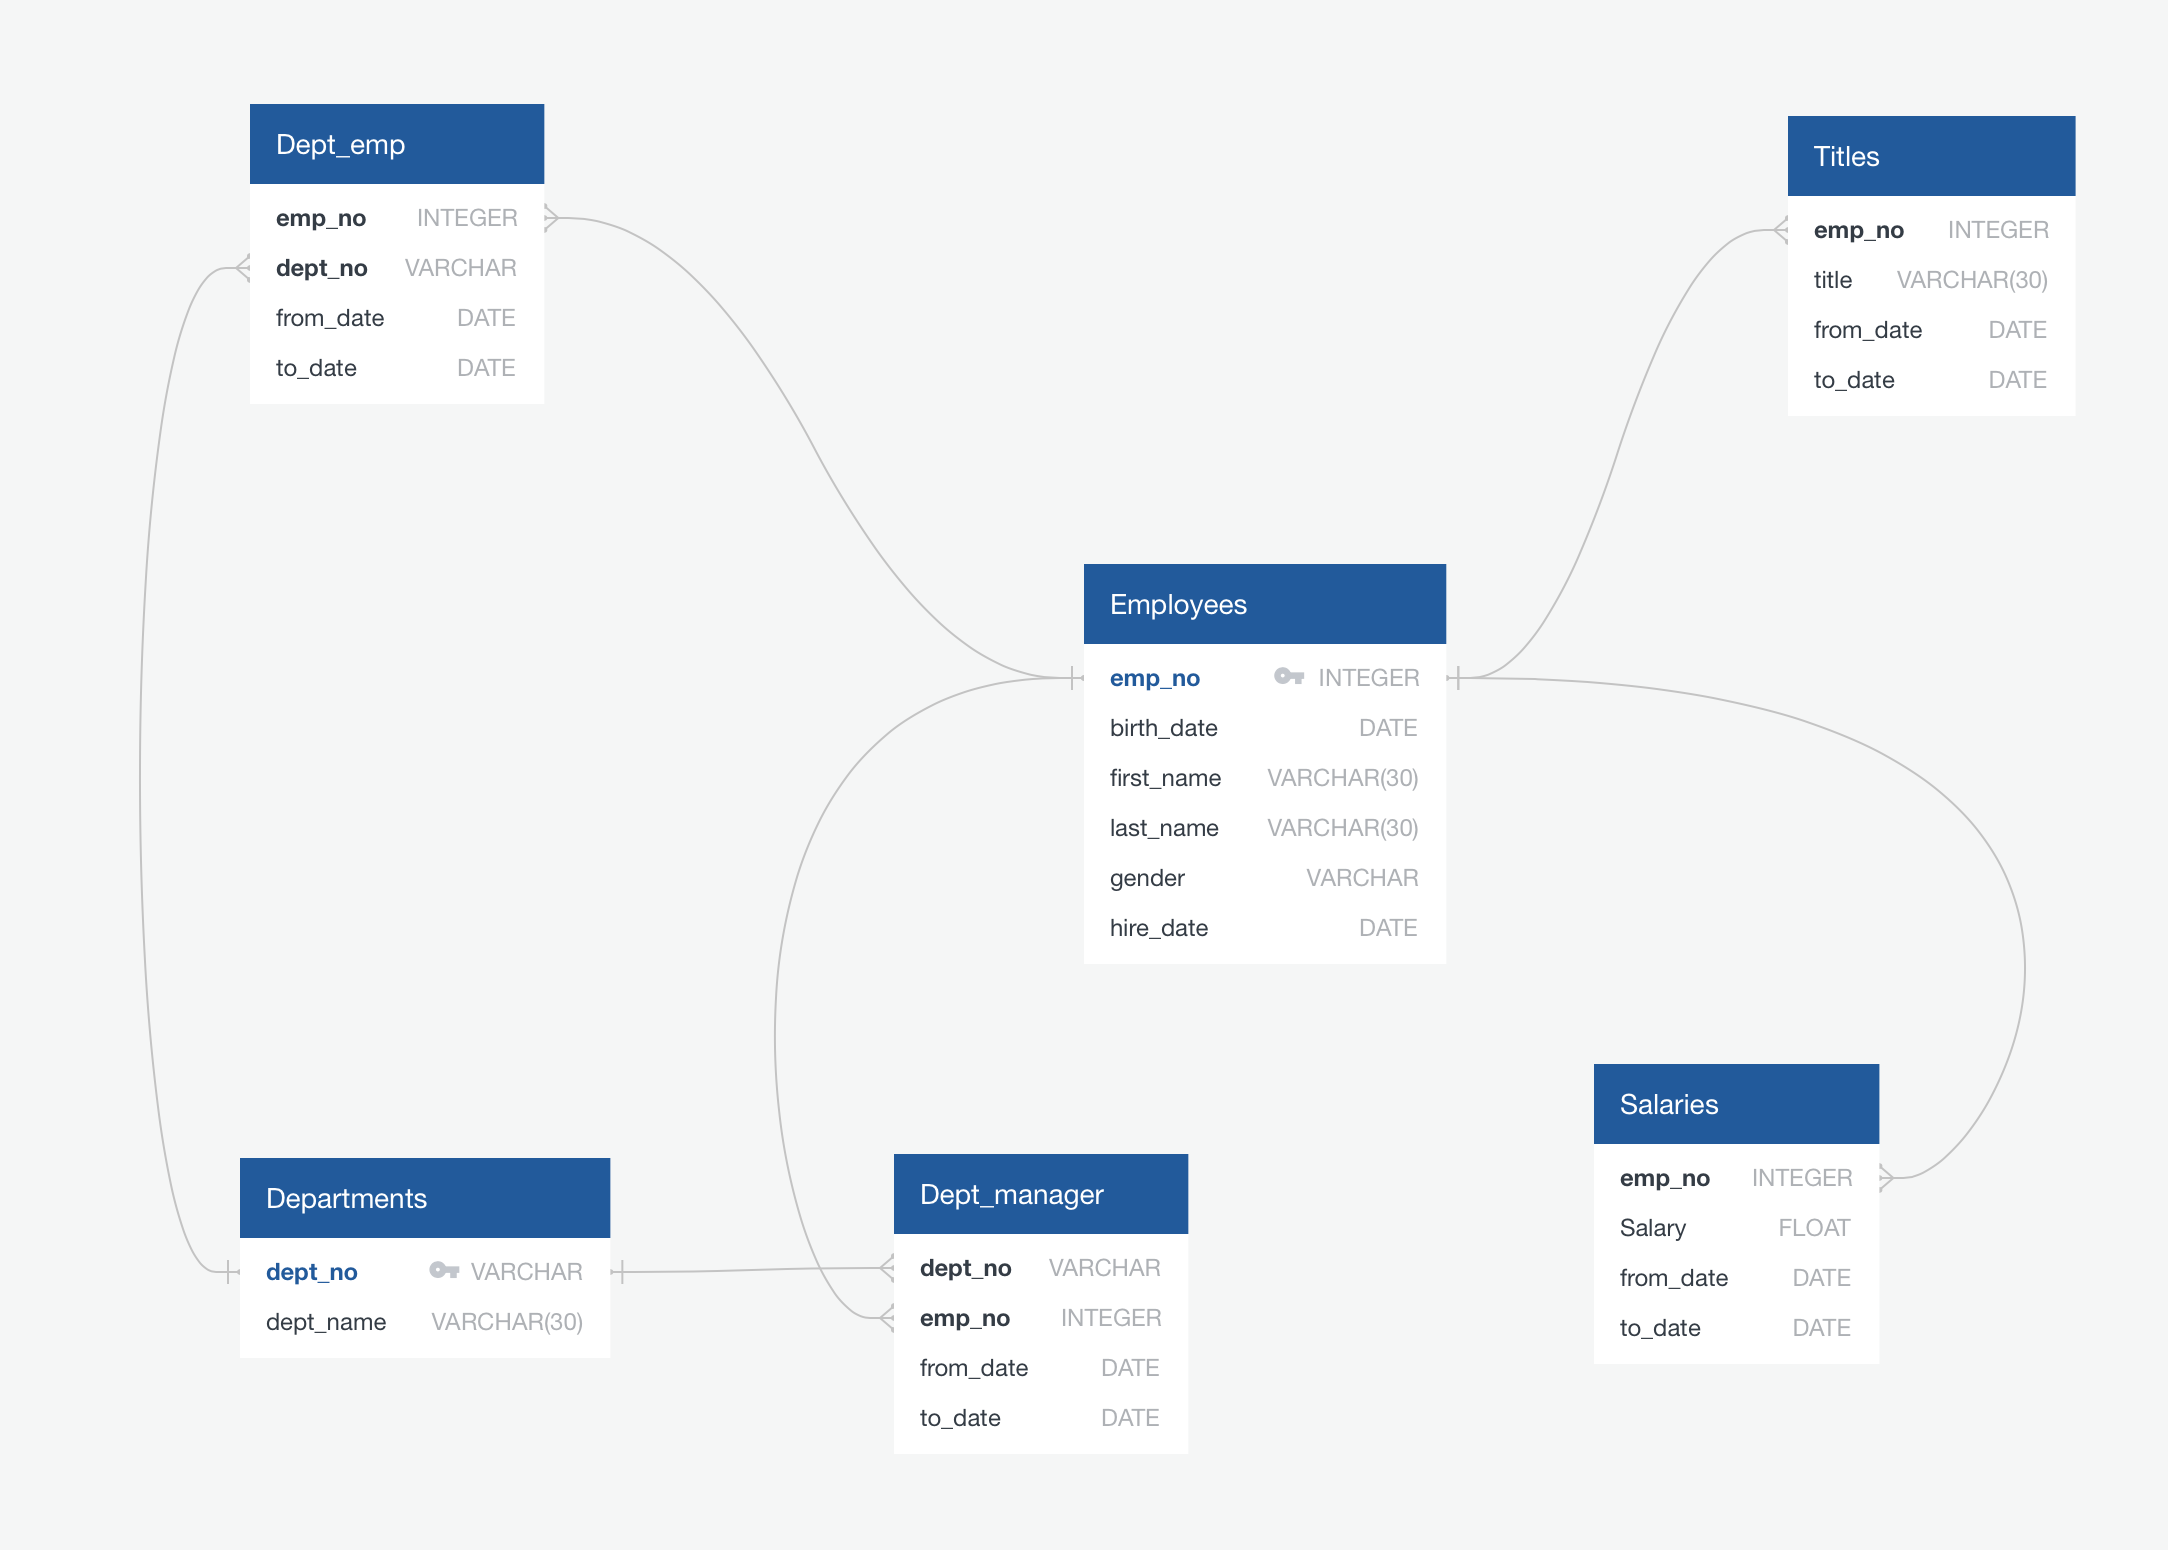 Dept_emp
emp_no INTEGER
dept_no VARCHAR
from_date DATE
to_date DATE
Titles
emp_no INTEGER
title VARCHAR(30)
from_date DATE
to_date DATE
Employees
emp_no INTEGER
birth_date DATE
first_name VARCHAR(30)
last_name VARCHAR(30)
gender VARCHAR
hire_date DATE
Departments
dept_no VARCHAR
dept_name VARCHAR(30)
Dept_manager
dept_no VARCHAR
emp_no INTEGER
from_date DATE
to_date DATE
Salaries
emp_no INTEGER
Salary FLOAT
from_date DATE
to_date DATE